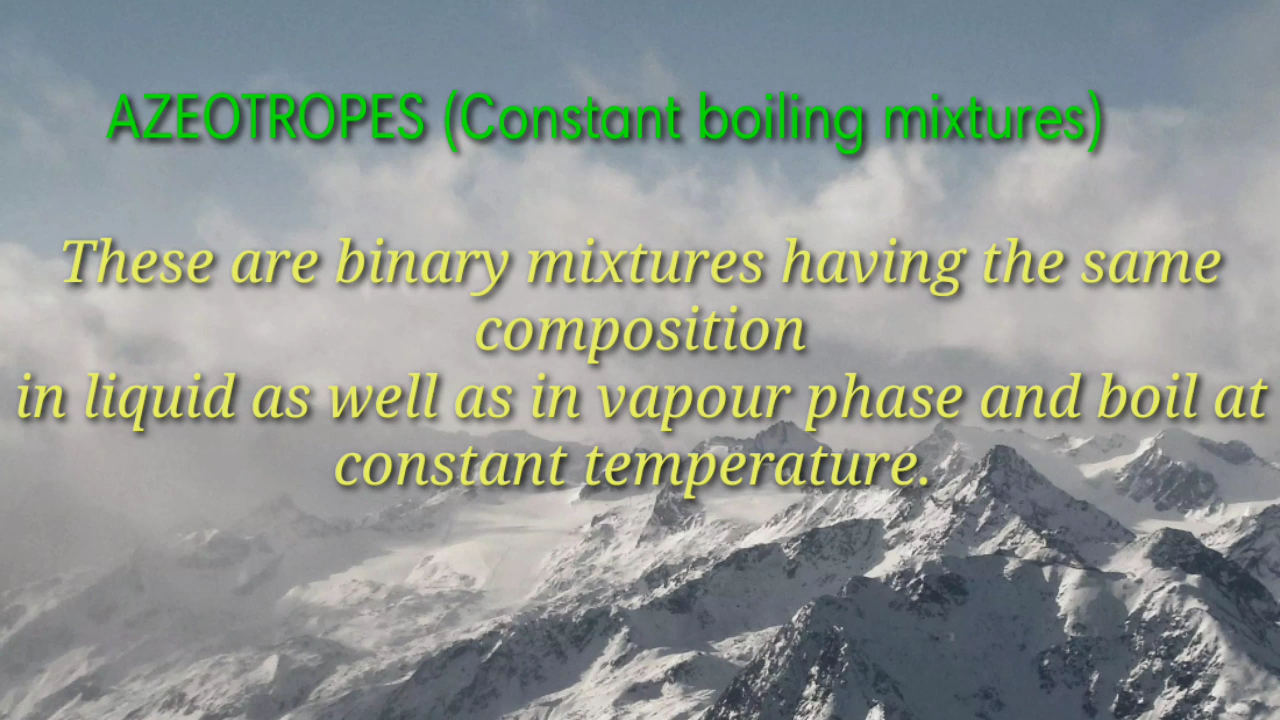 AZEOTROPES (Constant boiling mixtures)
These are binary mixtures having the same
composition
in liquid as well as in vapour phase and boil at
constant temperature.